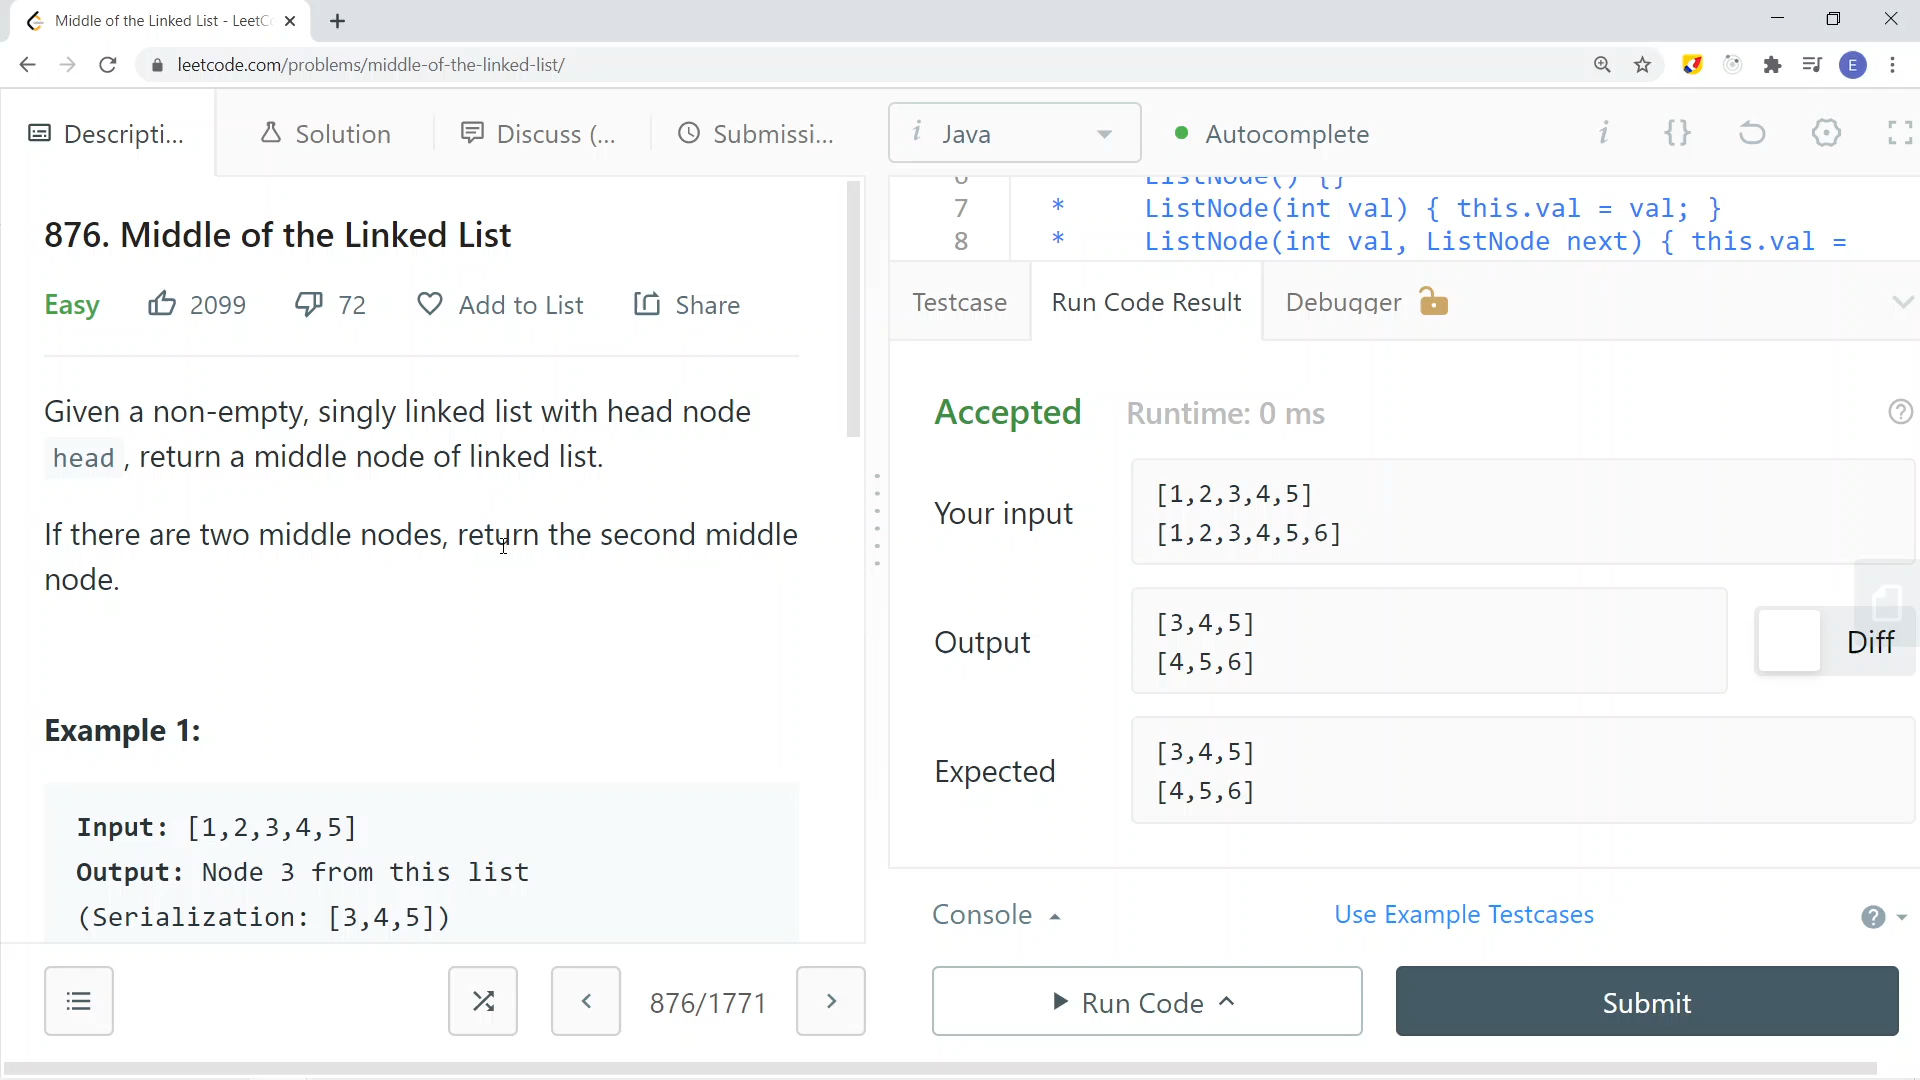 Middle of the Linked List - LeetC
leetcode.com/problems/middle-of-the-linked-list/
E
Descripti...
Solution
Discuss (...
Submissi...
i Java
Autocomplete
i {}
876. Middle of the Linked List
Easy
2099
72
Add to List
Share
Given a non-empty, singly linked list with head node
head, return a middle node of linked list.
If there are two middle nodes, return the second middle
node.
Example 1:
Input: [1,2,3,4,5]
Output: Node 3 from this list
(Serialization: [3,4,5])
876/1771
6 ListNode() {}
7 * ListNode(int val) { this.val = val; }
8 * ListNode(int val, ListNode next) { this.val =
Testcase
Run Code Result
Debugger
Accepted
Runtime: 0 ms
Your input
[1,2,3,4,5]
[1,2,3,4,5,6]
Output
[3,4,5]
[4,5,6]
Diff
Expected
[3,4,5]
[4,5,6]
Console
Use Example Testcases
Run Code
Submit